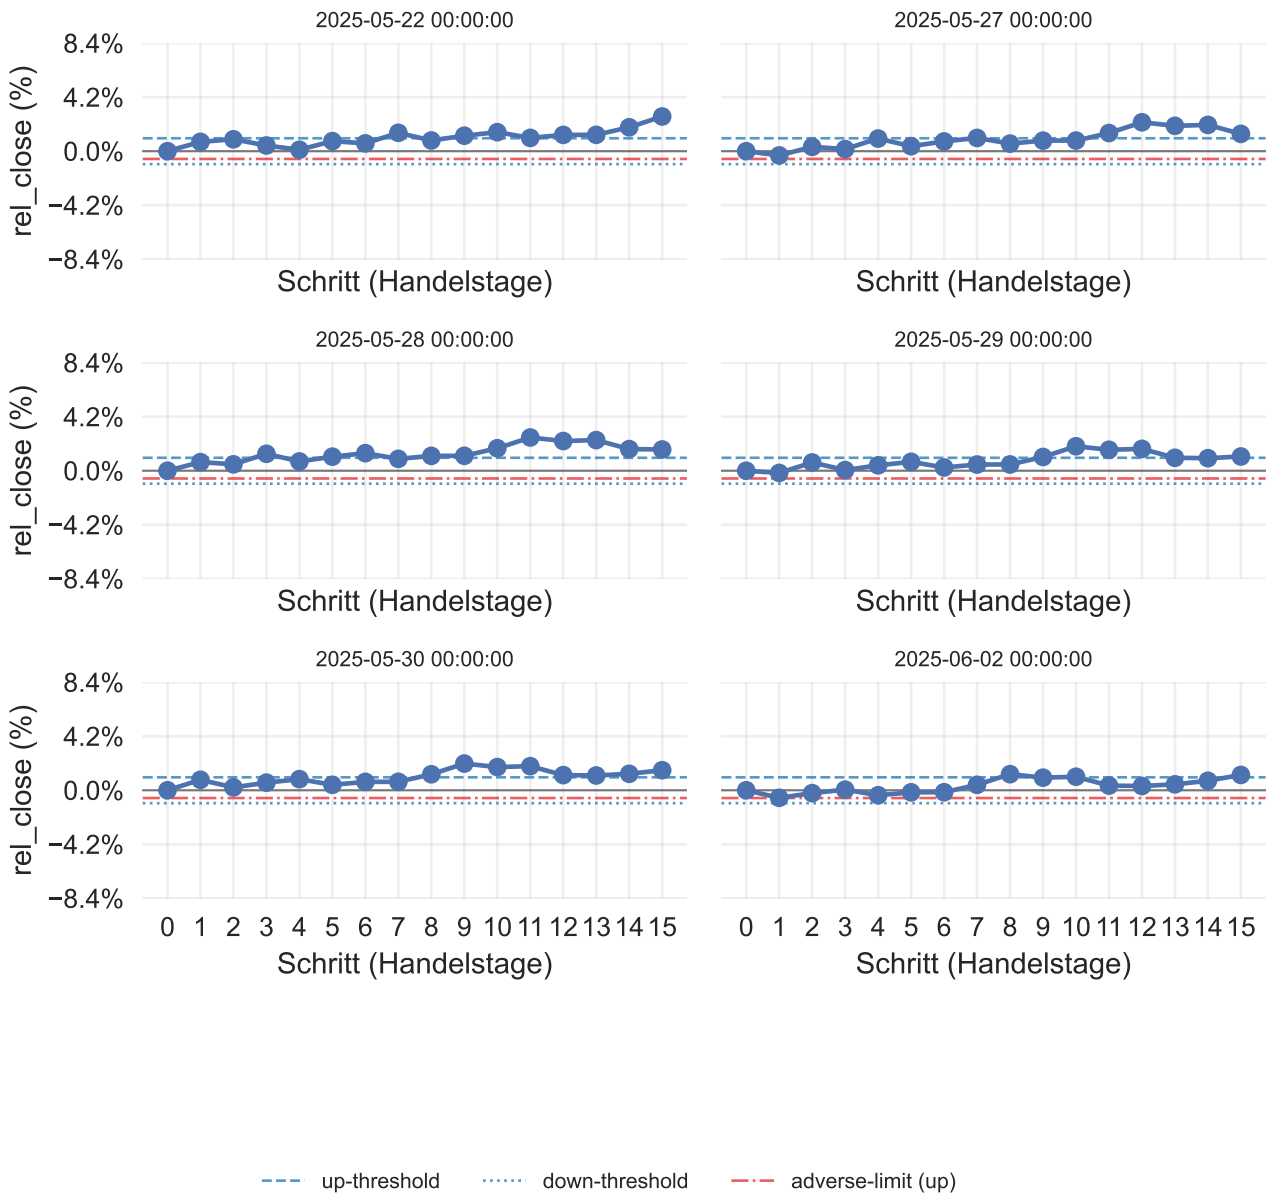 2025-05-22 00:00:00
2025-05-27 00:00:00
8.4%
4.2%
0.0%
−4.2%
−8.4%
rel_close (%)
Schritt (Handelstage)
Schritt (Handelstage)
2025-05-28 00:00:00
2025-05-29 00:00:00
8.4%
4.2%
0.0%
−4.2%
−8.4%
rel_close (%)
Schritt (Handelstage)
Schritt (Handelstage)
2025-05-30 00:00:00
2025-06-02 00:00:00
8.4%
4.2%
0.0%
−4.2%
−8.4%
rel_close (%)
0 1 2 3 4 5 6 7 8 9 10 11 12 13 14 15
0 1 2 3 4 5 6 7 8 9 10 11 12 13 14 15
Schritt (Handelstage)
Schritt (Handelstage)
up-threshold
down-threshold
adverse-limit (up)